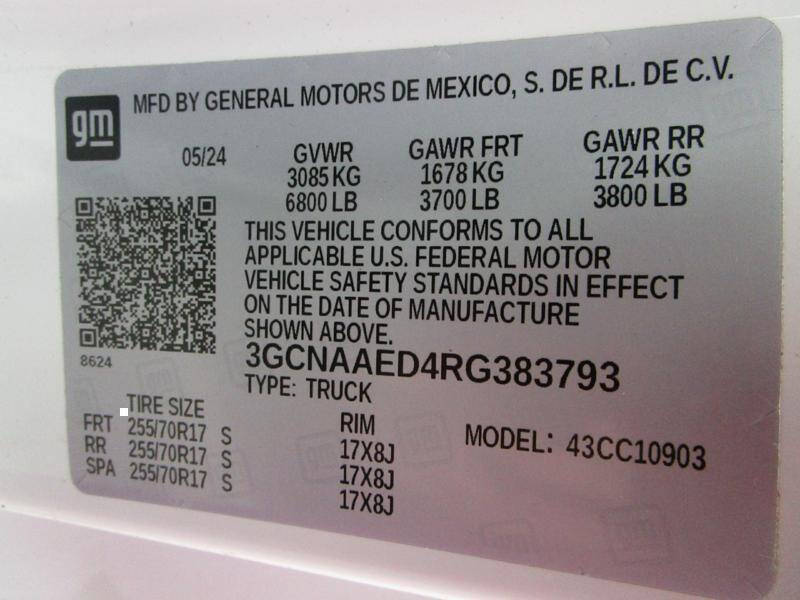 gm
MFD BY GENERAL MOTORS DE MEXICO, S. DE R.L. DE C.V.
05/24 GVWR GAWR FRT GAWR RR
3085 KG 1678 KG 1724 KG
6800 LB 3700 LB 3800 LB
THIS VEHICLE CONFORMS TO ALL
APPLICABLE U.S. FEDERAL MOTOR
VEHICLE SAFETY STANDARDS IN EFFECT
ON THE DATE OF MANUFACTURE
SHOWN ABOVE.
8624
3GCNAAED4RG383793
TYPE: TRUCK
TIRE SIZE RIM MODEL: 43CC10903
FRT 255/70R17 S 17X8J
RR 255/70R17 S 17X8J
SPA 255/70R17 S 17X8J